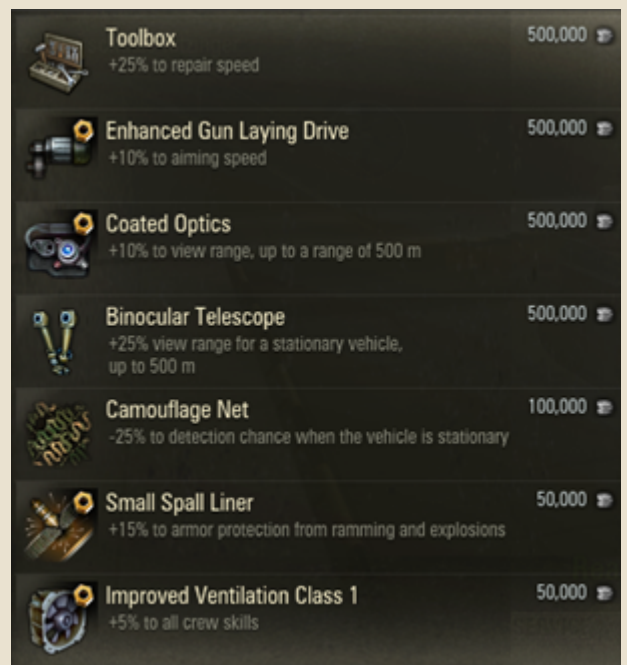 Toolbox 500,000
+25% to repair speed
Enhanced Gun Laying Drive 500,000
+10% to aiming speed
Coated Optics 500,000
+10% to view range, up to a range of 500 m
Binocular Telescope 500,000
+25% view range for a stationary vehicle,
up to 500 m
Camouflage Net 100,000
-25% to detection chance when the vehicle is stationary
Small Spall Liner 50,000
+15% to armor protection from ramming and explosions
Improved Ventilation Class 1 50,000
+5% to all crew skills